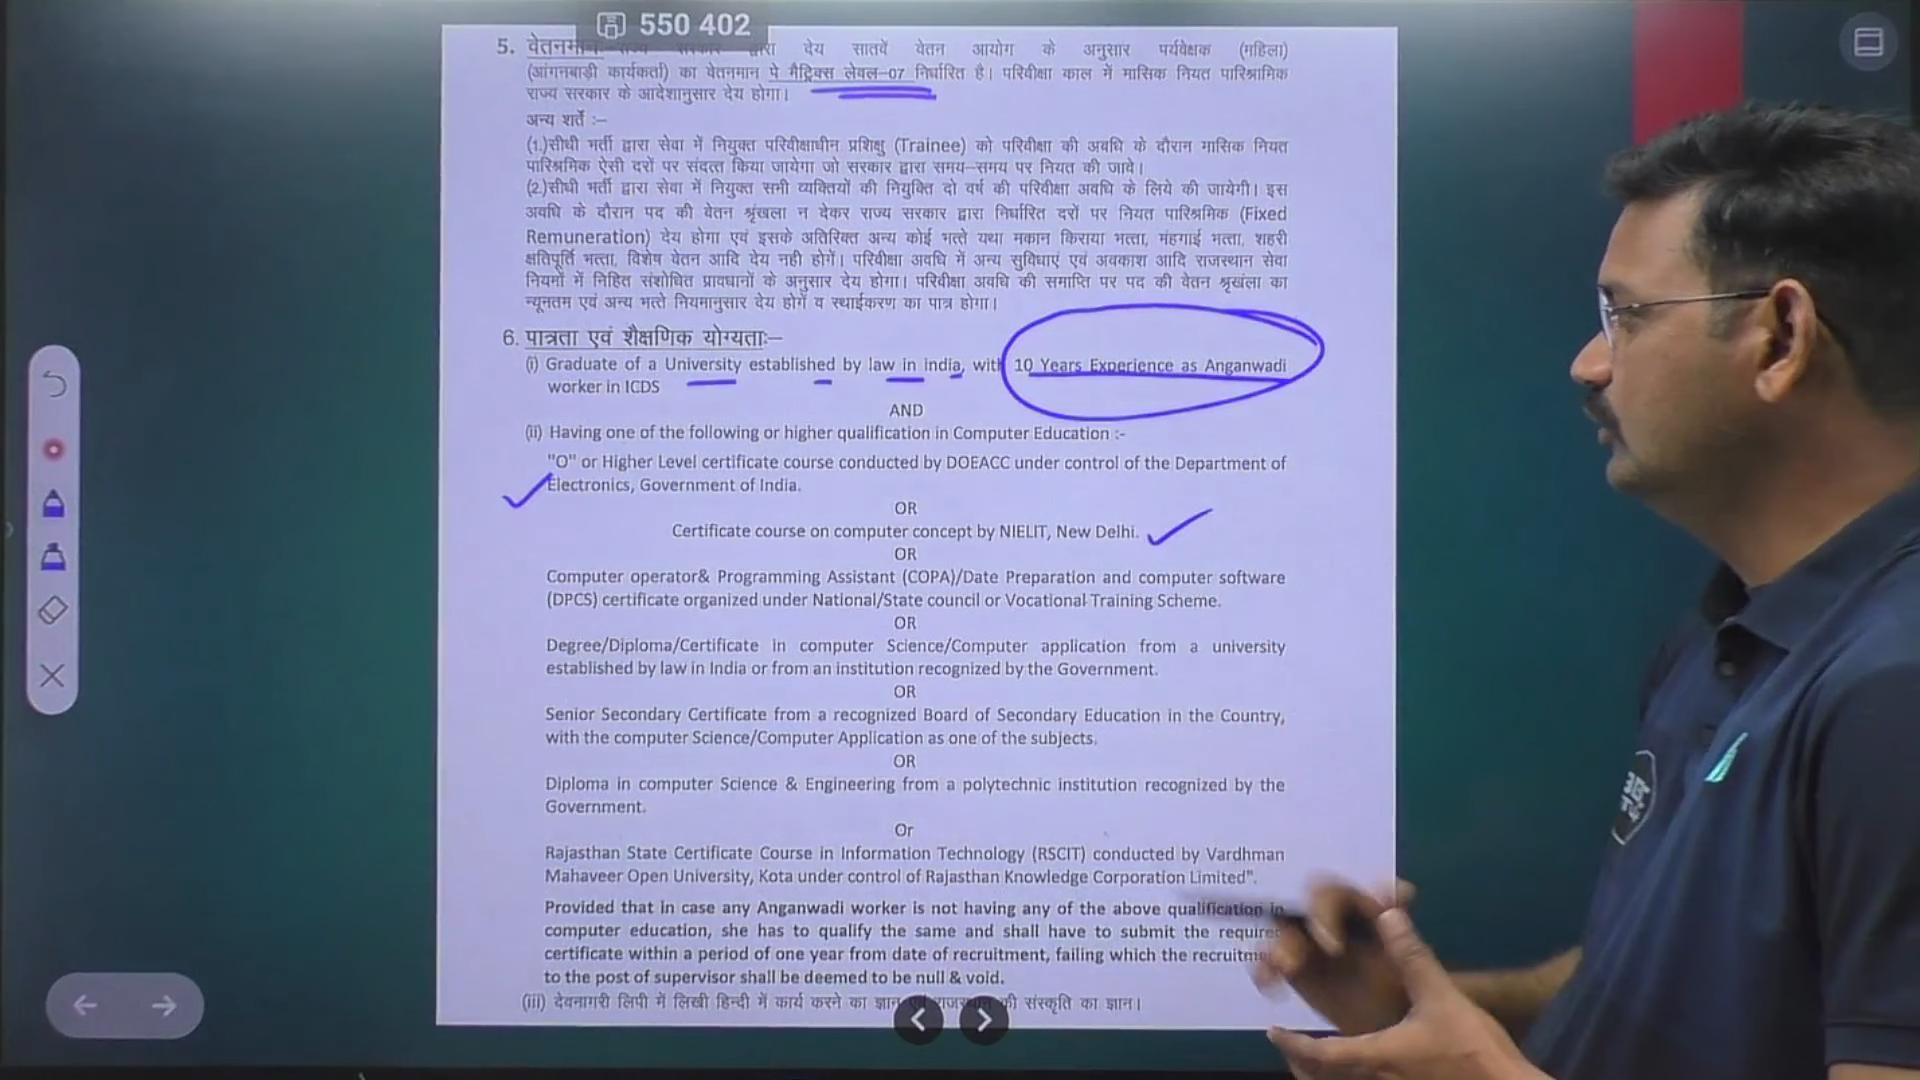 550 402
5. वेतनमान:–राज्य सरकार द्वारा देय सातवें वेतन आयोग के अनुसार पर्यवेक्षक (महिला)
(आंगनबाड़ी कार्यकर्ता) का वेतनमान पे मैट्रिक्स लेवल–07 निर्धारित है। परिवीक्षा काल में मासिक नियत पारिश्रमिक
राज्य सरकार के आदेशानुसार देय होगा।
अन्य शर्ते :–
(1.)सीधी भर्ती द्वारा सेवा में नियुक्त परिवीक्षाधीन प्रशिक्षु (Trainee) को परिवीक्षा की अवधि के दौरान मासिक नियत
पारिश्रमिक ऐसी दरों पर संदत्त किया जायेगा जो सरकार द्वारा समय–समय पर नियत की जावे।
(2.)सीधी भर्ती द्वारा सेवा में नियुक्त सभी व्यक्तियों की नियुक्ति दो वर्ष की परिवीक्षा अवधि के लिये की जायेगी। इस
अवधि के दौरान पद की वेतन श्रृंखला न देकर राज्य सरकार द्वारा निर्धारित दरों पर नियत पारिश्रमिक (Fixed
Remuneration) देय होगा एवं इसके अतिरिक्त अन्य कोई भत्ते यथा मकान किराया भत्ता, मंहगाई भत्ता, शहरी
क्षतिपूर्ति भत्ता, विशेष वेतन आदि देय नही होगें। परिवीक्षा अवधि में अन्य सुविधाएं एवं अवकाश आदि राजस्थान सेवा
नियमों में निहित संशोधित प्रावधानों के अनुसार देय होगा। परिवीक्षा अवधि की समाप्ति पर पद की वेतन श्रृखंला का
न्यूनतम एवं अन्य भत्ते नियमानुसार देय होगें व स्थाईकरण का पात्र होगा।
6. पात्रता एवं शैक्षणिक योग्यताः–
(i) Graduate of a University established by law in india, with 10 Years Experience as Anganwadi
worker in ICDS
AND
(ii) Having one of the following or higher qualification in Computer Education :-
"O" or Higher Level certificate course conducted by DOEACC under control of the Department of
Electronics, Government of India.
OR
Certificate course on computer concept by NIELIT, New Delhi.
OR
Computer operator& Programming Assistant (COPA)/Date Preparation and computer software
(DPCS) certificate organized under National/State council or Vocational Training Scheme.
OR
Degree/Diploma/Certificate in computer Science/Computer application from a university
established by law in India or from an institution recognized by the Government.
OR
Senior Secondary Certificate from a recognized Board of Secondary Education in the Country,
with the computer Science/Computer Application as one of the subjects.
OR
Diploma in computer Science & Engineering from a polytechnic institution recognized by the
Government.
Or
Rajasthan State Certificate Course in Information Technology (RSCIT) conducted by Vardhman
Mahaveer Open University, Kota under control of Rajasthan Knowledge Corporation Limited".
Provided that in case any Anganwadi worker is not having any of the above qualification in
computer education, she has to qualify the same and shall have to submit the require
certificate within a period of one year from date of recruitment, failing which the recruitme
to the post of supervisor shall be deemed to be null & void.
(iii) देवनागरी लिपी में लिखी हिन्दी में कार्य करने का ज्ञान एवं राजस्थान की संस्कृति का ज्ञान।